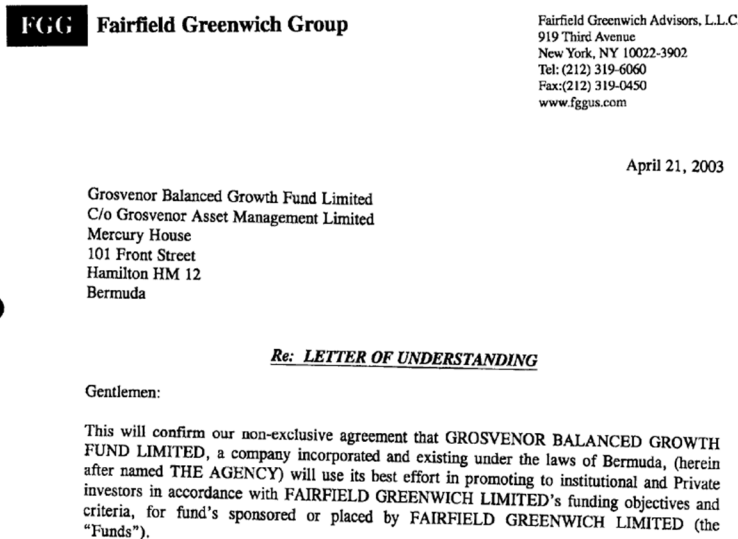 FGG Fairfield Greenwich Group
Fairfield Greenwich Advisors, L.L.C
919 Third Avenue
New York, NY 10022-3902
Tel: (212) 319-6060
Fax:(212) 319-0450
www.fggus.com
April 21, 2003
Grosvenor Balanced Growth Fund Limited
C/o Grosvenor Asset Management Limited
Mercury House
101 Front Street
Hamilton HM 12
Bermuda
Re: LETTER OF UNDERSTANDING
Gentlemen:
This will confirm our non-exclusive agreement that GROSVENOR BALANCED GROWTH
FUND LIMITED, a company incorporated and existing under the laws of Bermuda, (herein
after named THE AGENCY) will use its best effort in promoting to institutional and Private
investors in accordance with FAIRFIELD GREENWICH LIMITED's funding objectives and
criteria, for fund's sponsored or placed by FAIRFIELD GREENWICH LIMITED (the
"Funds").